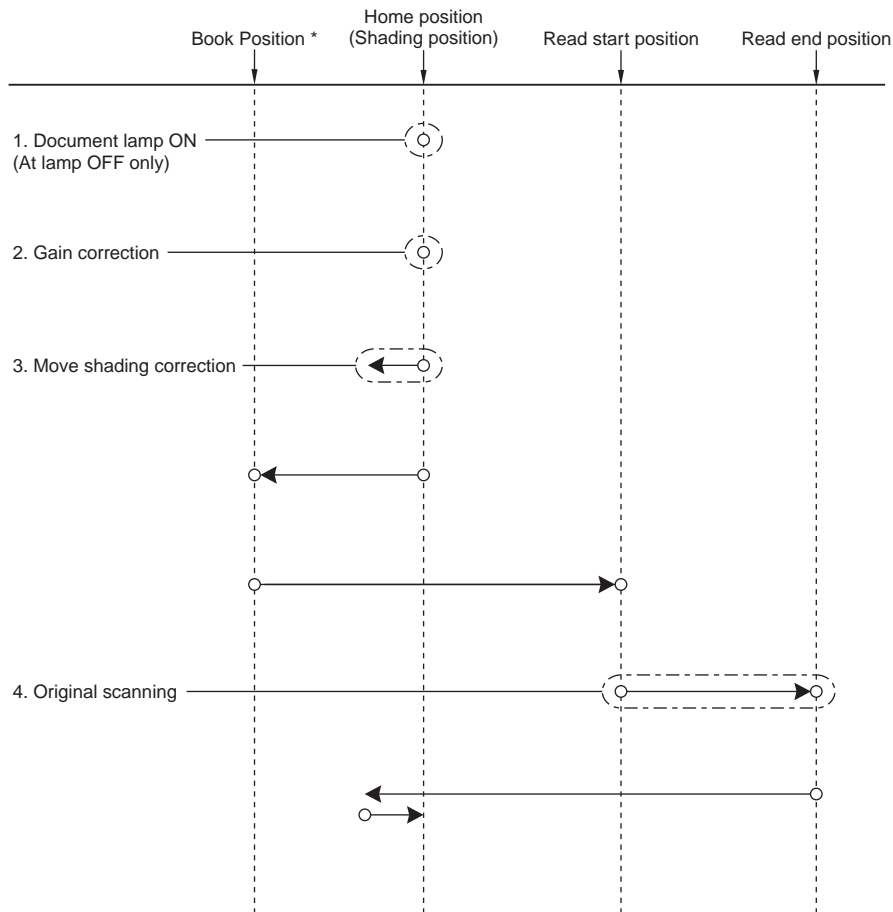 Home position
Book Position * (Shading position) Read start position Read end position
1. Document lamp ON
(At lamp OFF only)
2. Gain correction
3. Move shading correction
4. Original scanning